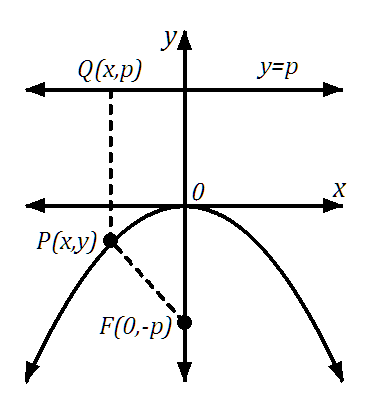 y
Q(x,p)
y=p
0
x
P(x,y)
F(0,-p)